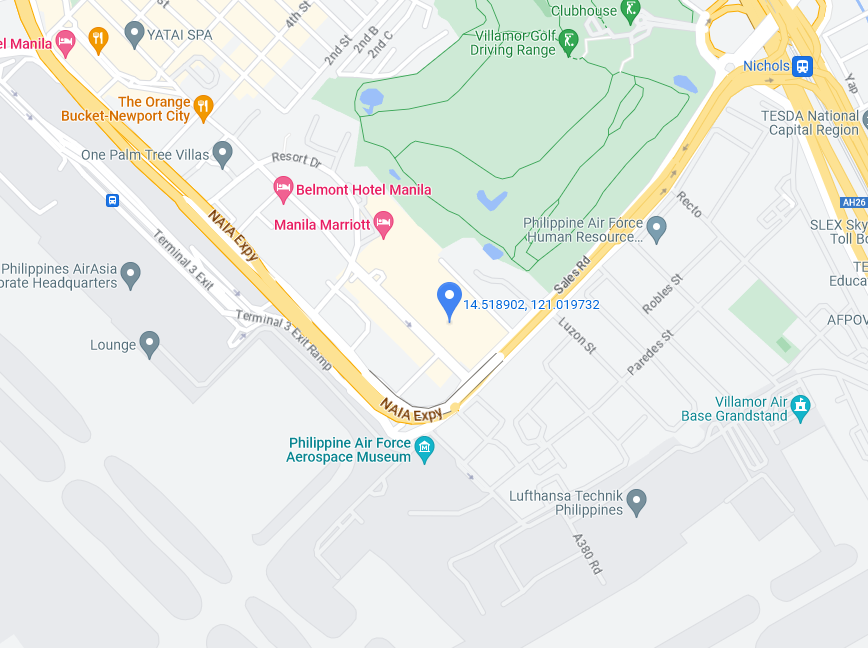 Clubhouse
4th St
YATAI SPA
2nd St
2nd B
2nd C
Villamor Golf
Driving Range
el Manila
Nichols
Yap
The Orange
Bucket-Newport City
TESDA National
Capital Region
One Palm Tree Villas
Resort Dr
Belmont Hotel Manila
AH26
Recto
Manila Marriott
NAIA Expy
Philippine Air Force
Human Resource...
SLEX Sky
Toll Bo
Terminal 3 Exit
Philippines AirAsia
orate Headquarters
Sales Rd
TE
Educa
Robles St
14.518902, 121.019732
Terminal 3 Exit Ramp
Luzon St
AFPOV
Lounge
Paredes St
NAIA Expy
Villamor Air
Base Grandstand
Philippine Air Force
Aerospace Museum
Lufthansa Technik
Philippines
A380 Rd